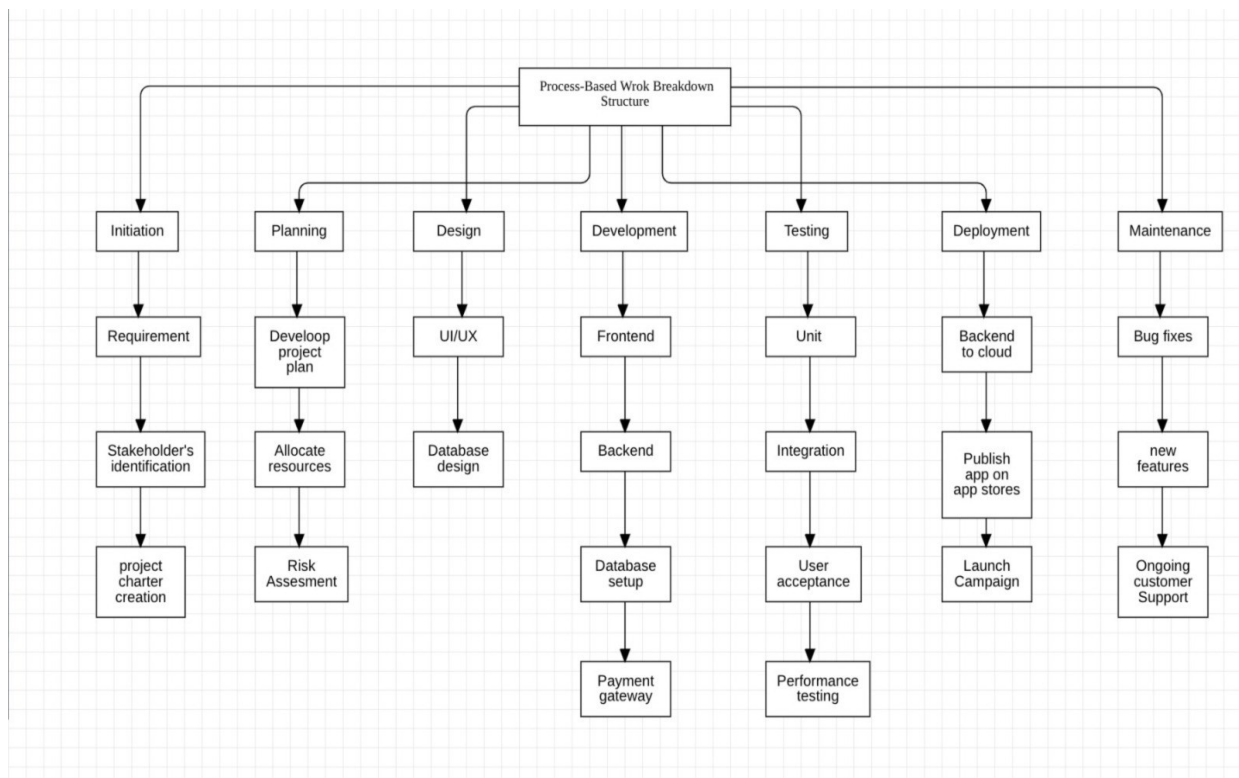 Process-Based Wrok Breakdown
Structure
Initiation
Planning
Design
Development
Testing
Deployment
Maintenance
Requirement
Develoop
project
plan
UI/UX
Frontend
Unit
Backend
to cloud
Bug fixes
Stakeholder's
identification
Allocate
resources
Database
design
Backend
Integration
Publish
app on
app stores
new
features
project
charter
creation
Risk
Assesment
Database
setup
User
acceptance
Launch
Campaign
Ongoing
customer
Support
Payment
gateway
Performance
testing